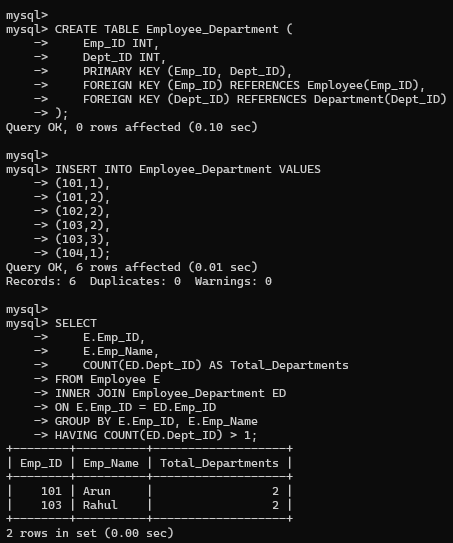 mysql>
mysql> CREATE TABLE Employee_Department (
    ->     Emp_ID INT,
    ->     Dept_ID INT,
    ->     PRIMARY KEY (Emp_ID, Dept_ID),
    ->     FOREIGN KEY (Emp_ID) REFERENCES Employee(Emp_ID),
    ->     FOREIGN KEY (Dept_ID) REFERENCES Department(Dept_ID)
    -> );
Query OK, 0 rows affected (0.10 sec)

mysql>
mysql> INSERT INTO Employee_Department VALUES
    -> (101,1),
    -> (101,2),
    -> (102,2),
    -> (103,2),
    -> (103,3),
    -> (104,1);
Query OK, 6 rows affected (0.01 sec)
Records: 6  Duplicates: 0  Warnings: 0

mysql>
mysql> SELECT
    ->     E.Emp_ID,
    ->     E.Emp_Name,
    ->     COUNT(ED.Dept_ID) AS Total_Departments
    -> FROM Employee E
    -> INNER JOIN Employee_Department ED
    -> ON E.Emp_ID = ED.Emp_ID
    -> GROUP BY E.Emp_ID, E.Emp_Name
    -> HAVING COUNT(ED.Dept_ID) > 1;
+--------+----------+-------------------+
| Emp_ID | Emp_Name | Total_Departments |
+--------+----------+-------------------+
|    101 | Arun     |                 2 |
|    103 | Rahul    |                 2 |
+--------+----------+-------------------+
2 rows in set (0.00 sec)